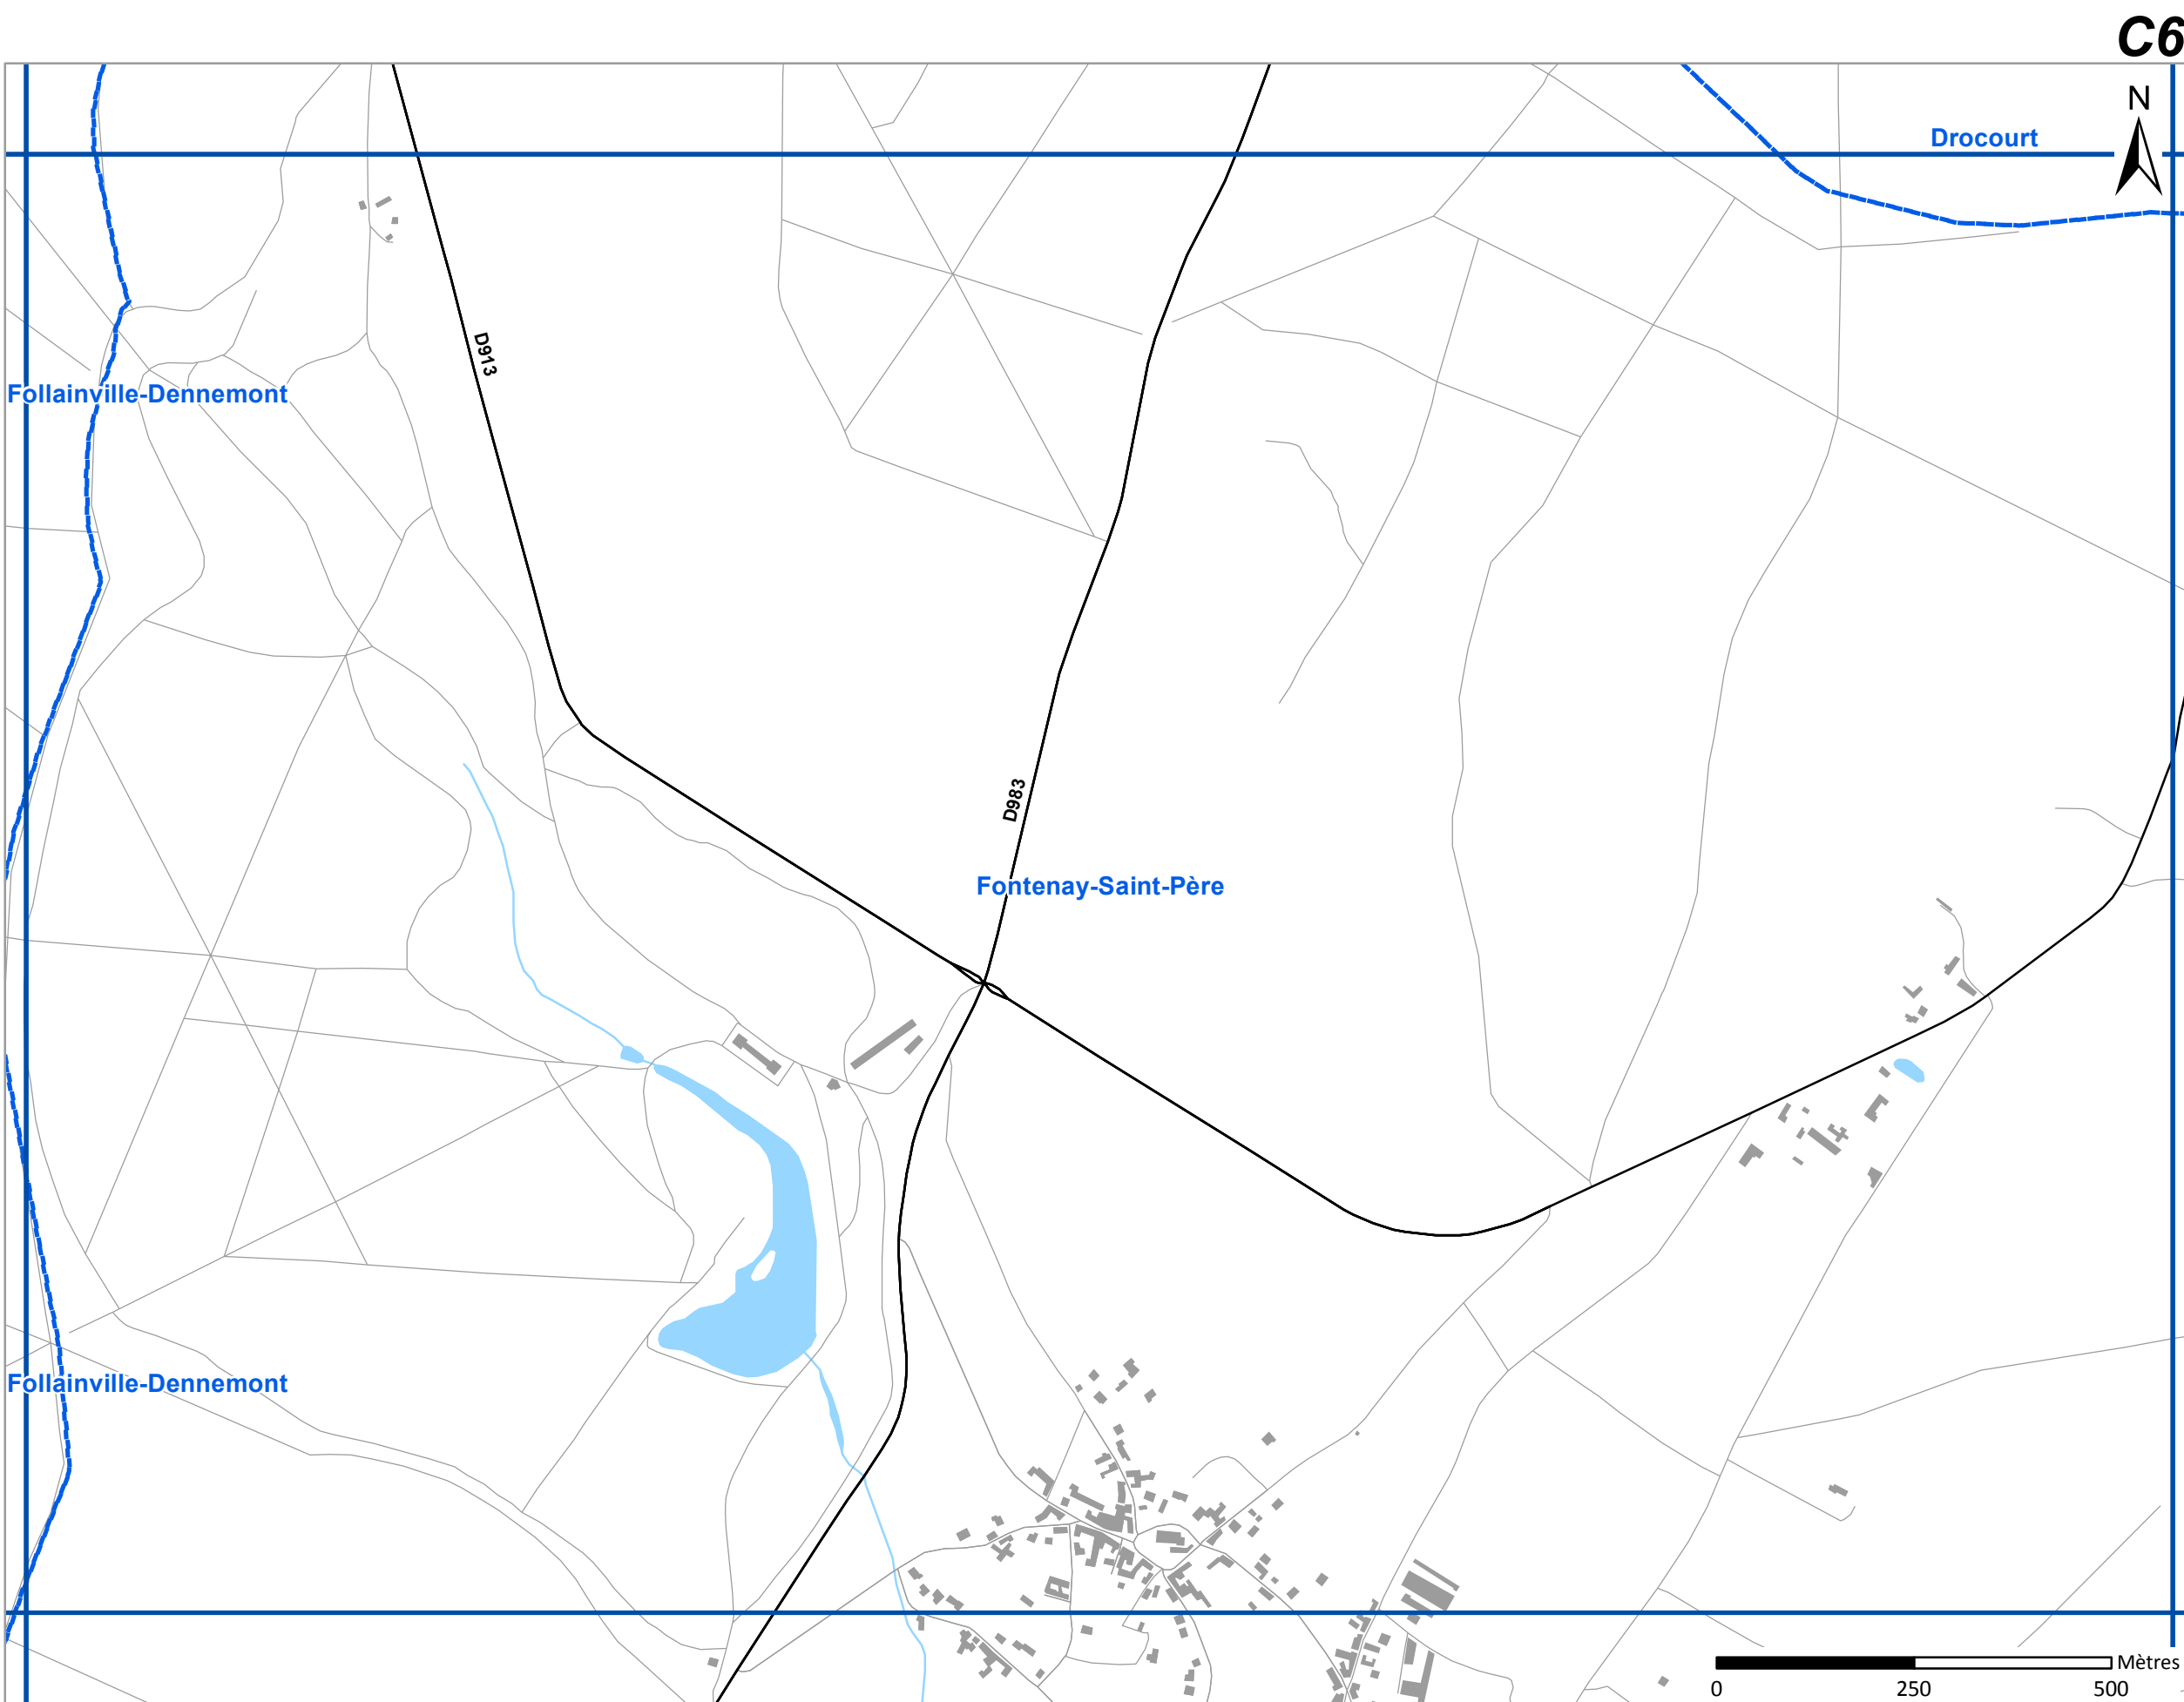 C6
N
Drocourt
D913
Follainville-Dennemont
D983
Fontenay-Saint-Père
Follainville-Dennemont
Mètres
0 250 500